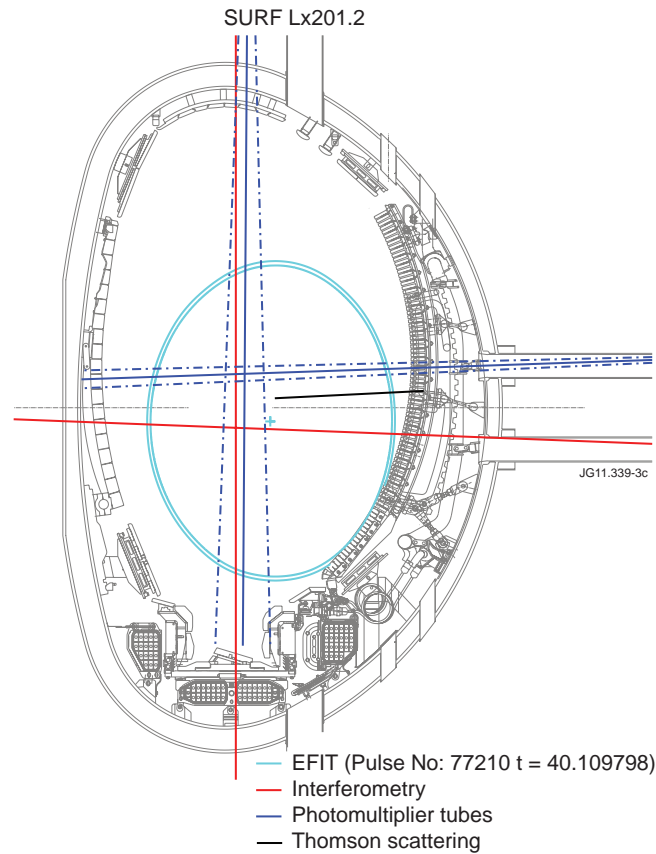 SURF Lx201.2
JG11.339-3c
EFIT (Pulse No: 77210 t = 40.109798)
Interferometry
Photomultiplier tubes
Thomson scattering